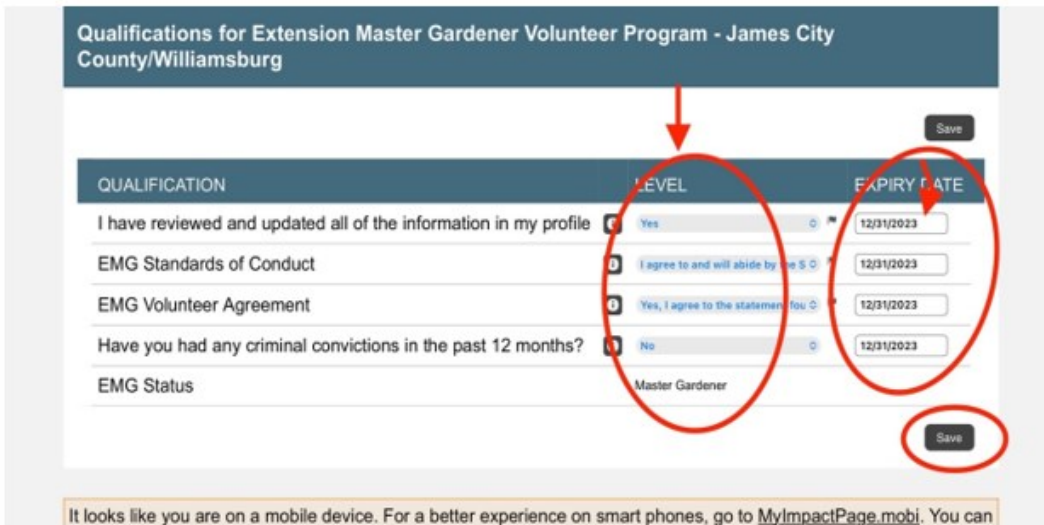 Qualifications for Extension Master Gardener Volunteer Program - James City
County/Williamsburg
Save
QUALIFICATION LEVEL EXPIRY DATE
I have reviewed and updated all of the information in my profile Yes 12/31/2023
EMG Standards of Conduct I agree to and will abide by the S 12/31/2023
EMG Volunteer Agreement Yes, I agree to the statement fou 12/31/2023
Have you had any criminal convictions in the past 12 months? No 12/31/2023
EMG Status Master Gardener
Save
It looks like you are on a mobile device. For a better experience on smart phones, go to MyImpactPage.mobi. You can